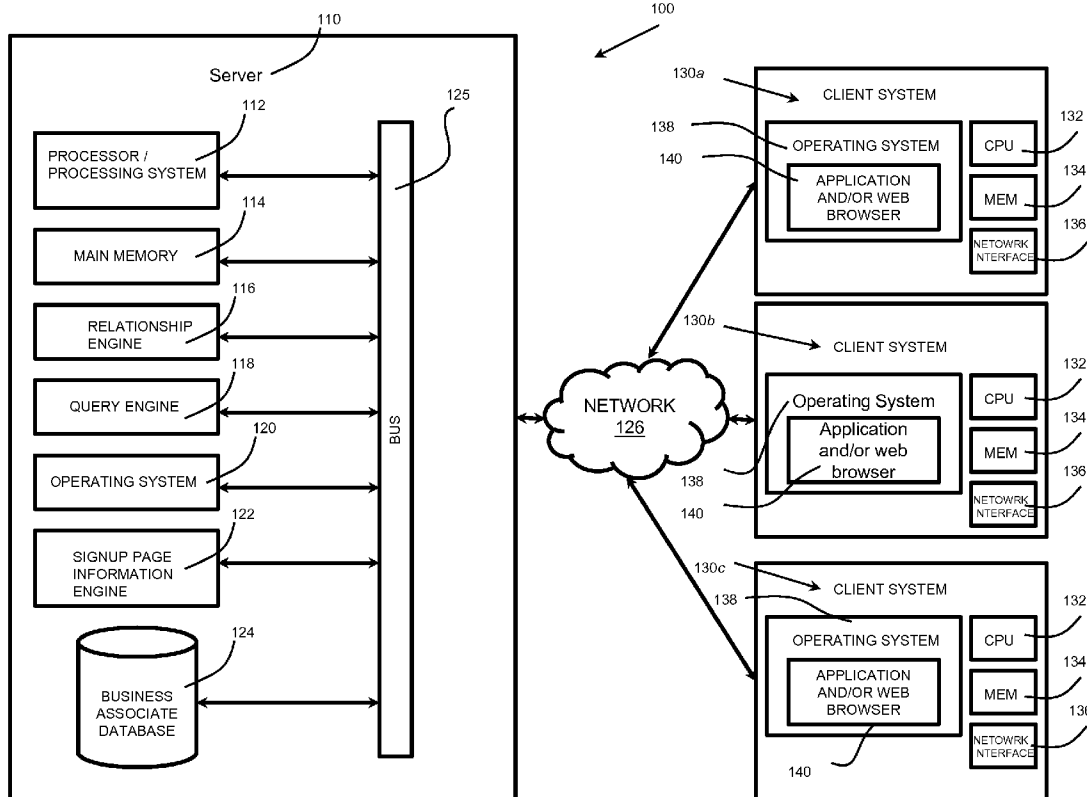 110
100
Server
112
PROCESSOR /
PROCESSING SYSTEM
114
MAIN MEMORY
116
RELATIONSHIP
ENGINE
118
QUERY ENGINE
120
OPERATING SYSTEM
122
SIGNUP PAGE
INFORMATION
ENGINE
124
BUSINESS
ASSOCIATE
DATABASE
125
BUS
NETWORK
126
130a
CLIENT SYSTEM
138
OPERATING SYSTEM
140
APPLICATION
AND/OR WEB
BROWSER
CPU
132
MEM
134
NETOWRK
NTERFACE
136
130b
CLIENT SYSTEM
Operating System
138
Application
and/or web
browser
140
CPU
132
MEM
134
NETOWRK
NTERFACE
136
130c
CLIENT SYSTEM
138
OPERATING SYSTEM
APPLICATION
AND/OR WEB
BROWSER
140
CPU
132
MEM
134
NETOWRK
NTERFACE
136